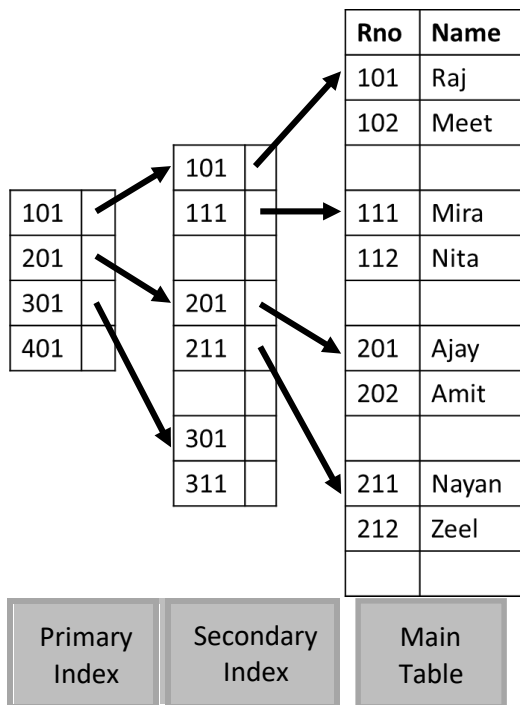 101
201
301
401
101
111
201
211
301
311
Rno Name
101 Raj
102 Meet
111 Mira
112 Nita
201 Ajay
202 Amit
211 Nayan
212 Zeel
Primary
Index
Secondary
Index
Main
Table